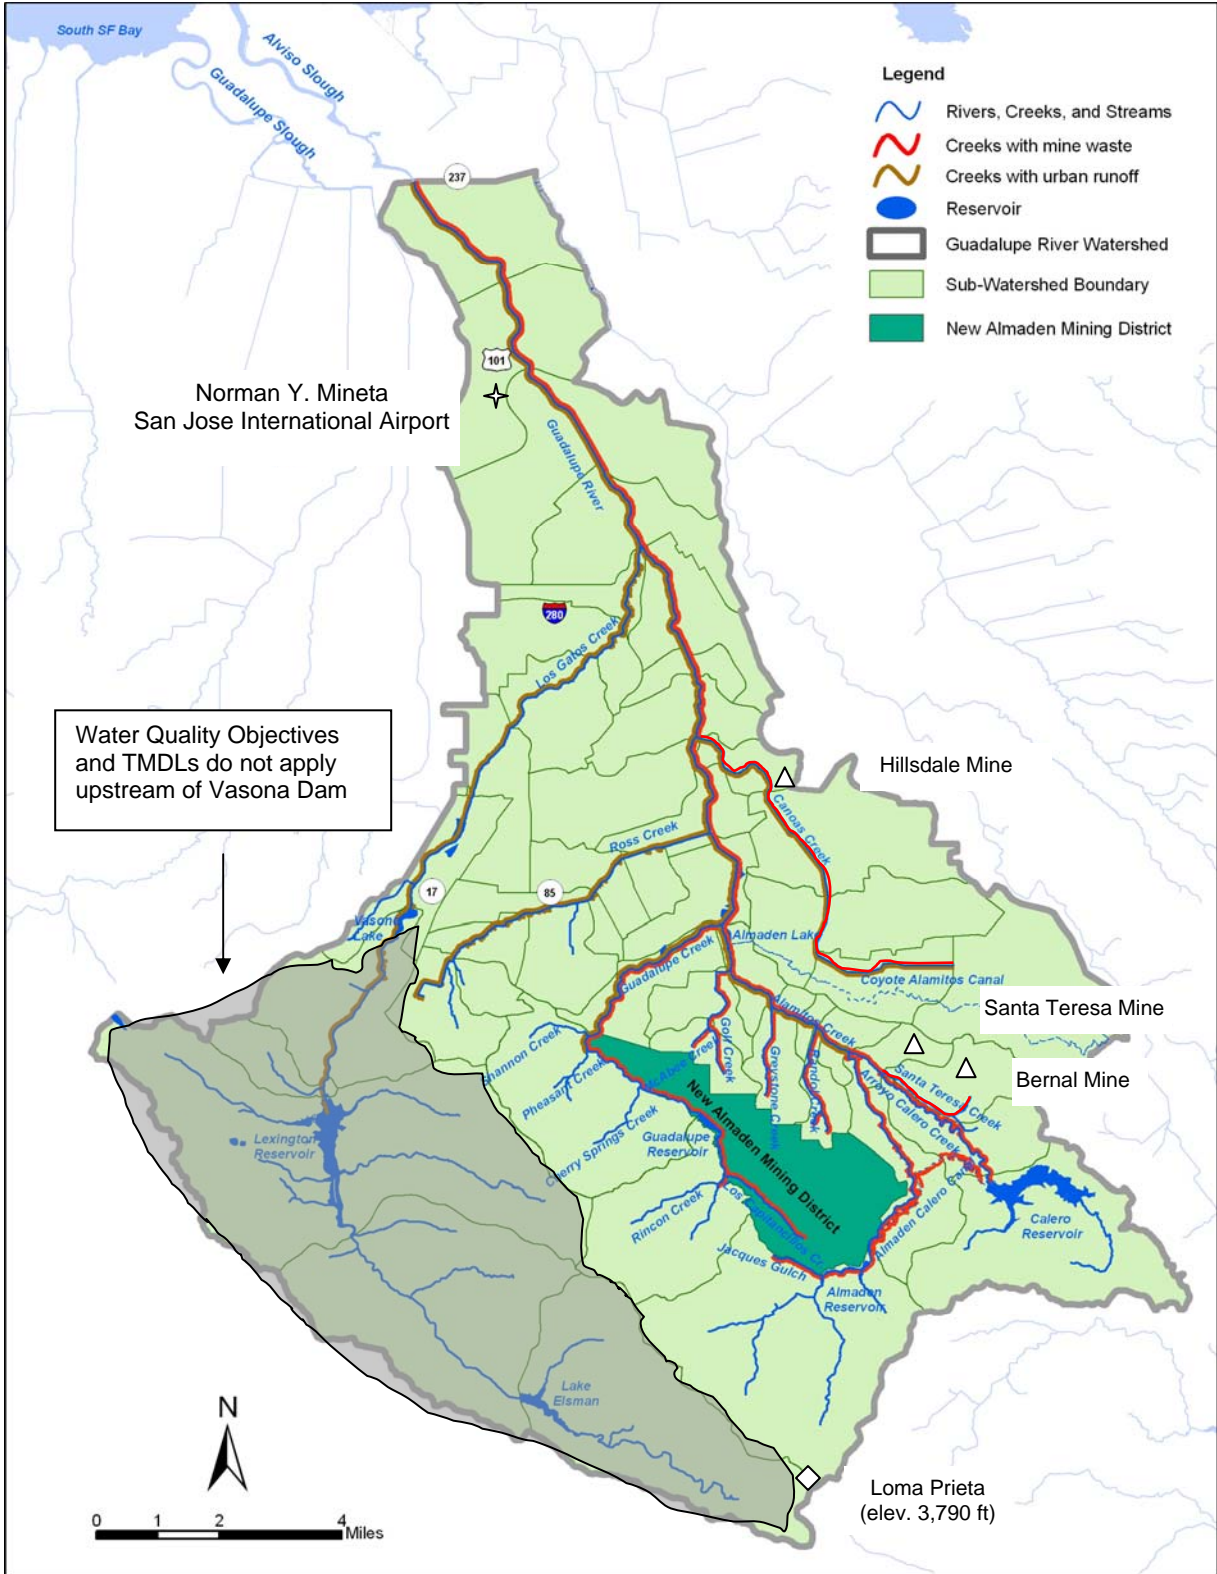 South SF Bay
Alviso Slough
Guadalupe Slough
Legend
Rivers, Creeks, and Streams
Creeks with mine waste
Creeks with urban runoff
Reservoir
Guadalupe River Watershed
Sub-Watershed Boundary
New Almaden Mining District
237
101
Norman Y. Mineta
San Jose International Airport
Guadalupe River
280
Los Gatos Creek
Water Quality Objectives
and TMDLs do not apply
upstream of Vasona Dam
Hillsdale Mine
Canoas Creek
Ross Creek
17
85
Vasona
Lake
Almaden Lake
Guadalupe Creek
Coyote Alamitos Canal
Santa Teresa Mine
Alamitos Creek
Shannon Creek
McAbee Creek
Golf Creek
Greystone Creek
Randol Creek
Santa Teresa Creek
Arroyo Calero Creek
Bernal Mine
Pheasant Creek
New Almaden Mining District
Cherry Springs Creek
Guadalupe
Reservoir
Lexington
Reservoir
Rincon Creek
Los Capitancillos Cr.
Almaden Calero Canal
Calero
Reservoir
Jacques Gulch
Almaden
Reservoir
Lake
Elsman
N
Loma Prieta
(elev. 3,790 ft)
0 1 2 4
Miles